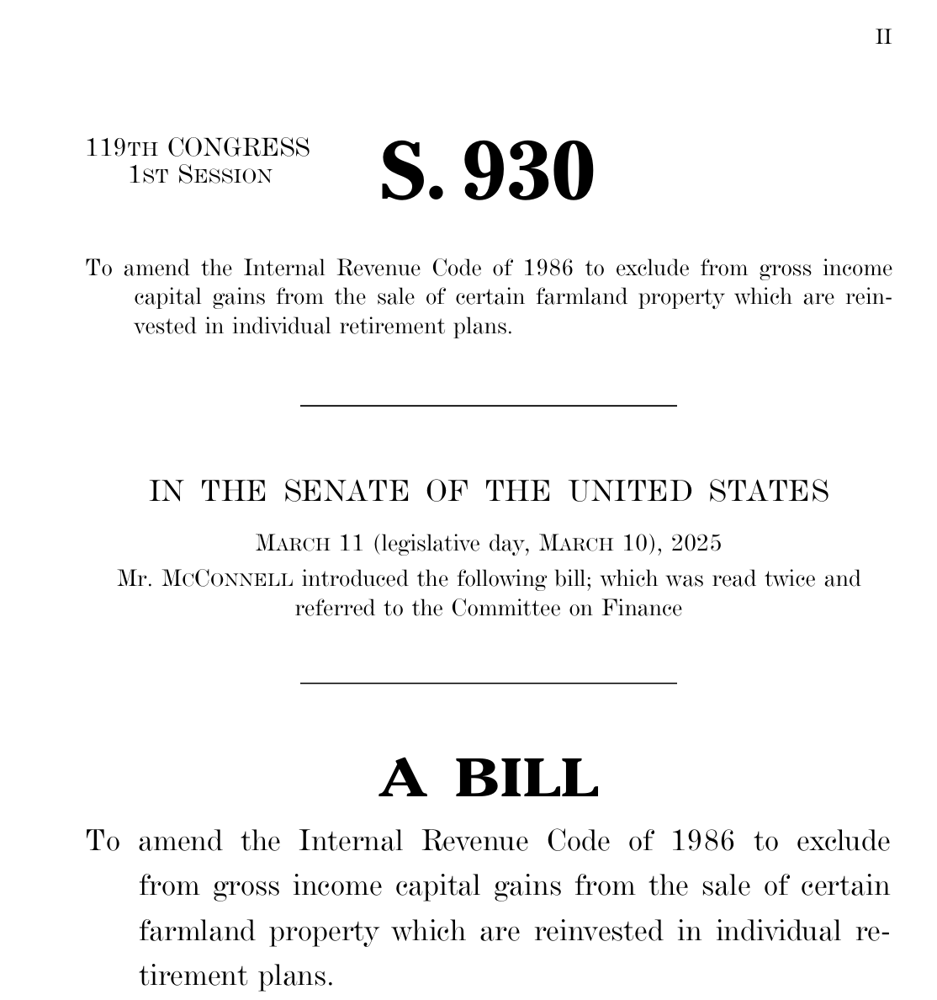 II
119TH CONGRESS
1ST SESSION
S. 930
To amend the Internal Revenue Code of 1986 to exclude from gross income
capital gains from the sale of certain farmland property which are rein-
vested in individual retirement plans.
IN THE SENATE OF THE UNITED STATES
MARCH 11 (legislative day, MARCH 10), 2025
Mr. MCCONNELL introduced the following bill; which was read twice and
referred to the Committee on Finance
A BILL
To amend the Internal Revenue Code of 1986 to exclude
from gross income capital gains from the sale of certain
farmland property which are reinvested in individual re-
tirement plans.